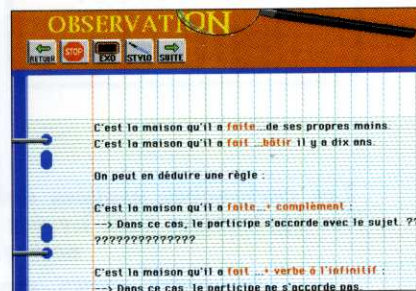 OBSERVATION
RETOUR STOP EXO STYLO SUITE
C'est la maison qu'il a faite...de ses propres mains.
C'est la maison qu'il a fait ...bâtir il y a dix ans.
On peut en déduire une règle :
C'est la maison qu'il a faite...+ complément :
--> Dans ce cas, le participe s'accorde avec le sujet. ??
??????????????
C'est la maison qu'il a fait ...+ verbe à l'infinitif :
--> Dans ce cas, le participe ne s'accorde pas.